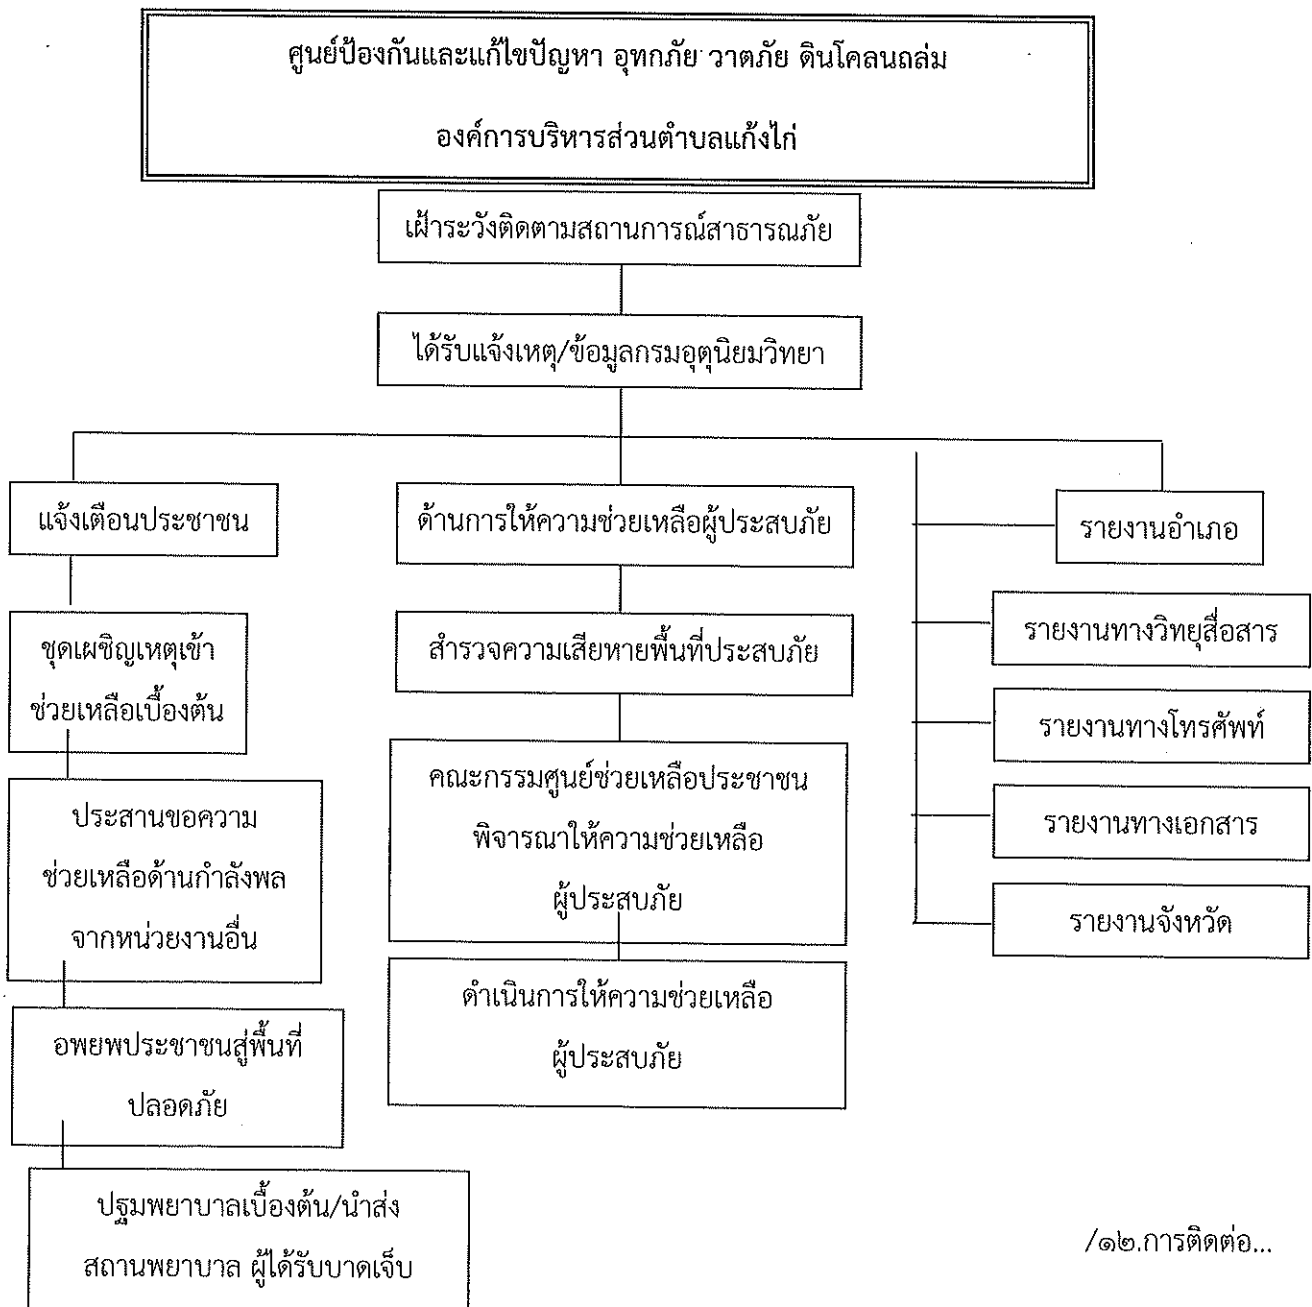 ศูนย์ป้องกันและแก้ไขปัญหา อุทกภัย วาตภัย ดินโคลนถล่ม
องค์การบริหารส่วนตำบลแก้งไก่
เฝ้าระวังติดตามสถานการณ์สาธารณภัย
ได้รับแจ้งเหตุ/ข้อมูลกรมอุตุนิยมวิทยา
แจ้งเตือนประชาชน
ชุดเผชิญเหตุเข้า
ช่วยเหลือเบื้องต้น
ประสานขอความ
ช่วยเหลือด้านกำลังพล
จากหน่วยงานอื่น
อพยพประชาชนสู่พื้นที่
ปลอดภัย
ปฐมพยาบาลเบื้องต้น/นำส่ง
สถานพยาบาล ผู้ได้รับบาดเจ็บ
ด้านการให้ความช่วยเหลือผู้ประสบภัย
สำรวจความเสียหายพื้นที่ประสบภัย
คณะกรรมศูนย์ช่วยเหลือประชาชน
พิจารณาให้ความช่วยเหลือ
ผู้ประสบภัย
ดำเนินการให้ความช่วยเหลือ
ผู้ประสบภัย
รายงานอำเภอ
รายงานทางวิทยุสื่อสาร
รายงานทางโทรศัพท์
รายงานทางเอกสาร
รายงานจังหวัด
/๑๒.การติดต่อ...